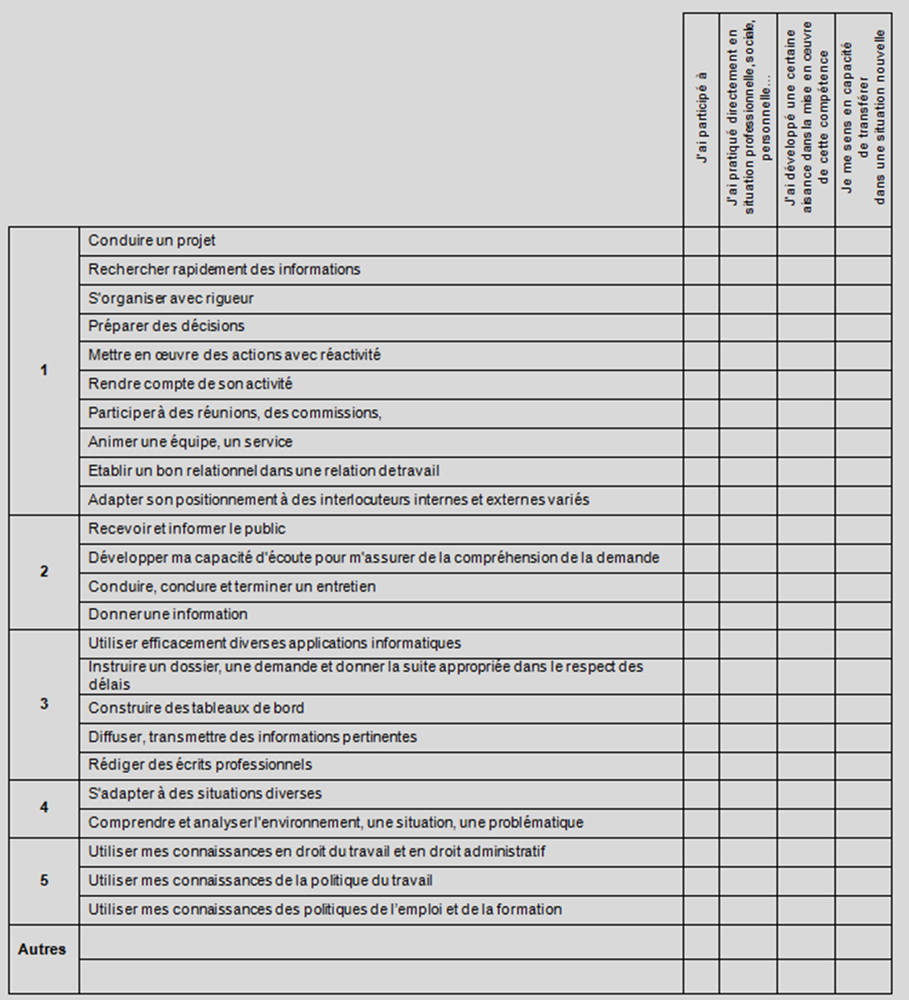 J'ai participé à
J'ai pratiqué directement en
situation professionnelle, sociale,
personnelle...
J'ai développé une certaine
aisance dans la mise en œuvre
de cette compétence
Je me sens en capacité
de transférer
dans une situation nouvelle
1
Conduire un projet
Rechercher rapidement des informations
S'organiser avec rigueur
Préparer des décisions
Mettre en œuvre des actions avec réactivité
Rendre compte de son activité
Participer à des réunions, des commissions,
Animer une équipe, un service
Etablir un bon relationnel dans une relation de travail
Adapter son positionnement à des interlocuteurs internes et externes variés
2
Recevoir et informer le public
Développer ma capacité d'écoute pour m'assurer de la compréhension de la demande
Conduire, conclure et terminer un entretien
Donner une information
3
Utiliser efficacement diverses applications informatiques
Instruire un dossier, une demande et donner la suite appropriée dans le respect des
délais
Construire des tableaux de bord
Diffuser, transmettre des informations pertinentes
Rédiger des écrits professionnels
4
S'adapter à des situations diverses
Comprendre et analyser l'environnement, une situation, une problématique
5
Utiliser mes connaissances en droit du travail et en droit administratif
Utiliser mes connaissances de la politique du travail
Utiliser mes connaissances des politiques de l'emploi et de la formation
Autres